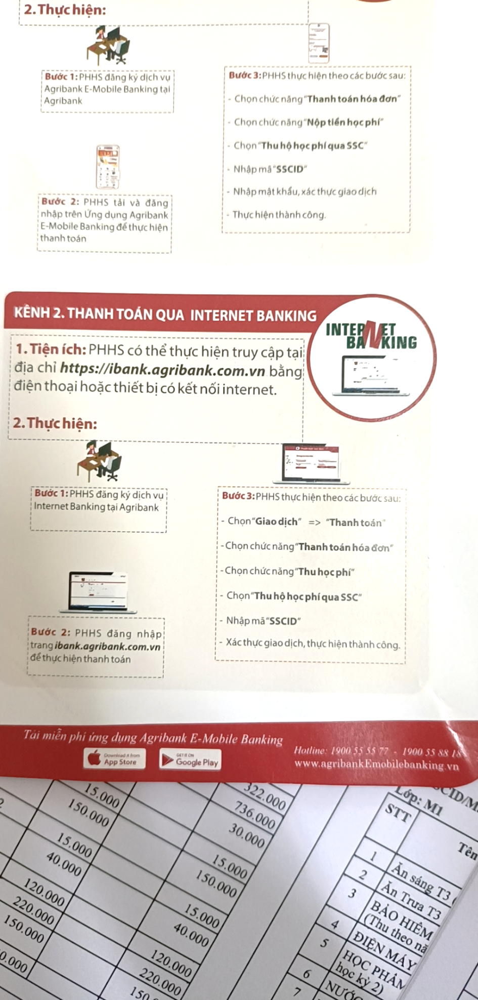 2. Thực hiện:
Bước 1: PHHS đăng ký dịch vụ
Agribank E-Mobile Banking tại
Agribank
Bước 2: PHHS tải và đăng
nhập trên Ứng dụng Agribank
E-Mobile Banking để thực hiện
thanh toán
Bước 3: PHHS thực hiện theo các bước sau:
- Chọn chức năng "Thanh toán hóa đơn"
- Chọn chức năng "Nộp tiền học phí"
- Chọn "Thu hộ học phí qua SSC"
- Nhập mã "SSCID"
- Nhập mật khẩu, xác thực giao dịch
- Thực hiện thành công.
KÊNH 2. THANH TOÁN QUA INTERNET BANKING
INTERNET
BANKING
1. Tiện ích: PHHS có thể thực hiện truy cập tại
địa chỉ https://ibank.agribank.com.vn bằng
điện thoại hoặc thiết bị có kết nối internet.
2. Thực hiện:
Bước 1: PHHS đăng ký dịch vụ
Internet Banking tại Agribank
Bước 2: PHHS đăng nhập
trang ibank.agribank.com.vn
để thực hiện thanh toán
Bước 3: PHHS thực hiện theo các bước sau:
- Chọn "Giao dịch" => "Thanh toán"
- Chọn chức năng "Thanh toán hóa đơn"
- Chọn chức năng "Thu học phí"
- Chọn "Thu hộ học phí qua SSC"
- Nhập mã "SSCID"
- Xác thực giao dịch, thực hiện thành công.
Tải miễn phí ứng dụng Agribank E-Mobile Banking
Download it from
App Store
GET IT ON
Google Play
Hotline: 1900 55 55 77 - 1900 55 88 18
www.agribankEmobilebanking.vn
15.000
150.000
15.000
40.000
120.000
220.000
150.000
0.000
322.000
736.000
30.000
15.000
150.000
15.000
40.000
120.000
220.000
150
CID/M
Lớp: M1
STT
Tên
1 Ăn sáng T3
2 Ăn Trưa T3
3 BẢO HIỂM
(Thu theo nă
4 ĐIỆN MÁY
5 HỌC PHẨM
học kỳ 2)
6 NƯỚC
7